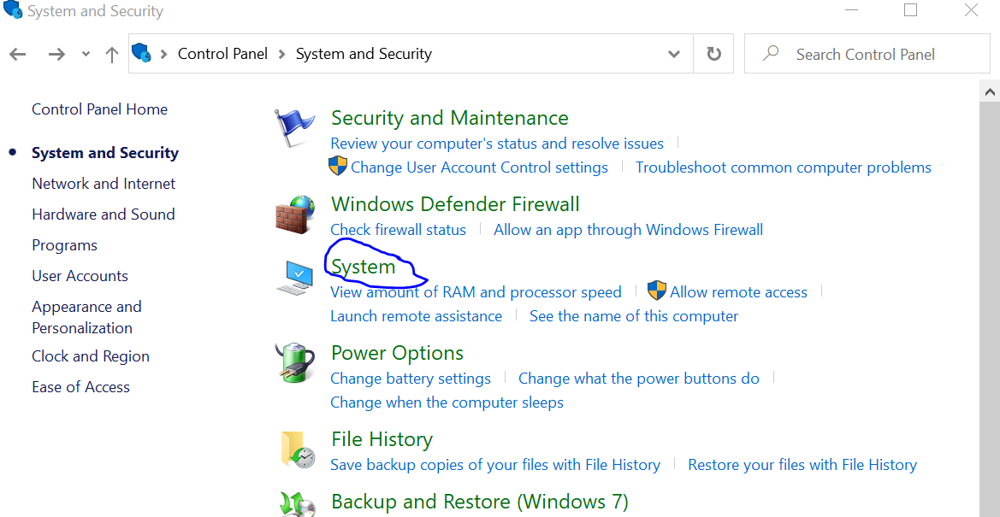 System and Security
Control Panel > System and Security
Search Control Panel
Control Panel Home
System and Security
Network and Internet
Hardware and Sound
Programs
User Accounts
Appearance and
Personalization
Clock and Region
Ease of Access
Security and Maintenance
Review your computer's status and resolve issues
Change User Account Control settings | Troubleshoot common computer problems
Windows Defender Firewall
Check firewall status | Allow an app through Windows Firewall
System
View amount of RAM and processor speed | Allow remote access
Launch remote assistance | See the name of this computer
Power Options
Change battery settings | Change what the power buttons do
Change when the computer sleeps
File History
Save backup copies of your files with File History | Restore your files with File History
Backup and Restore (Windows 7)